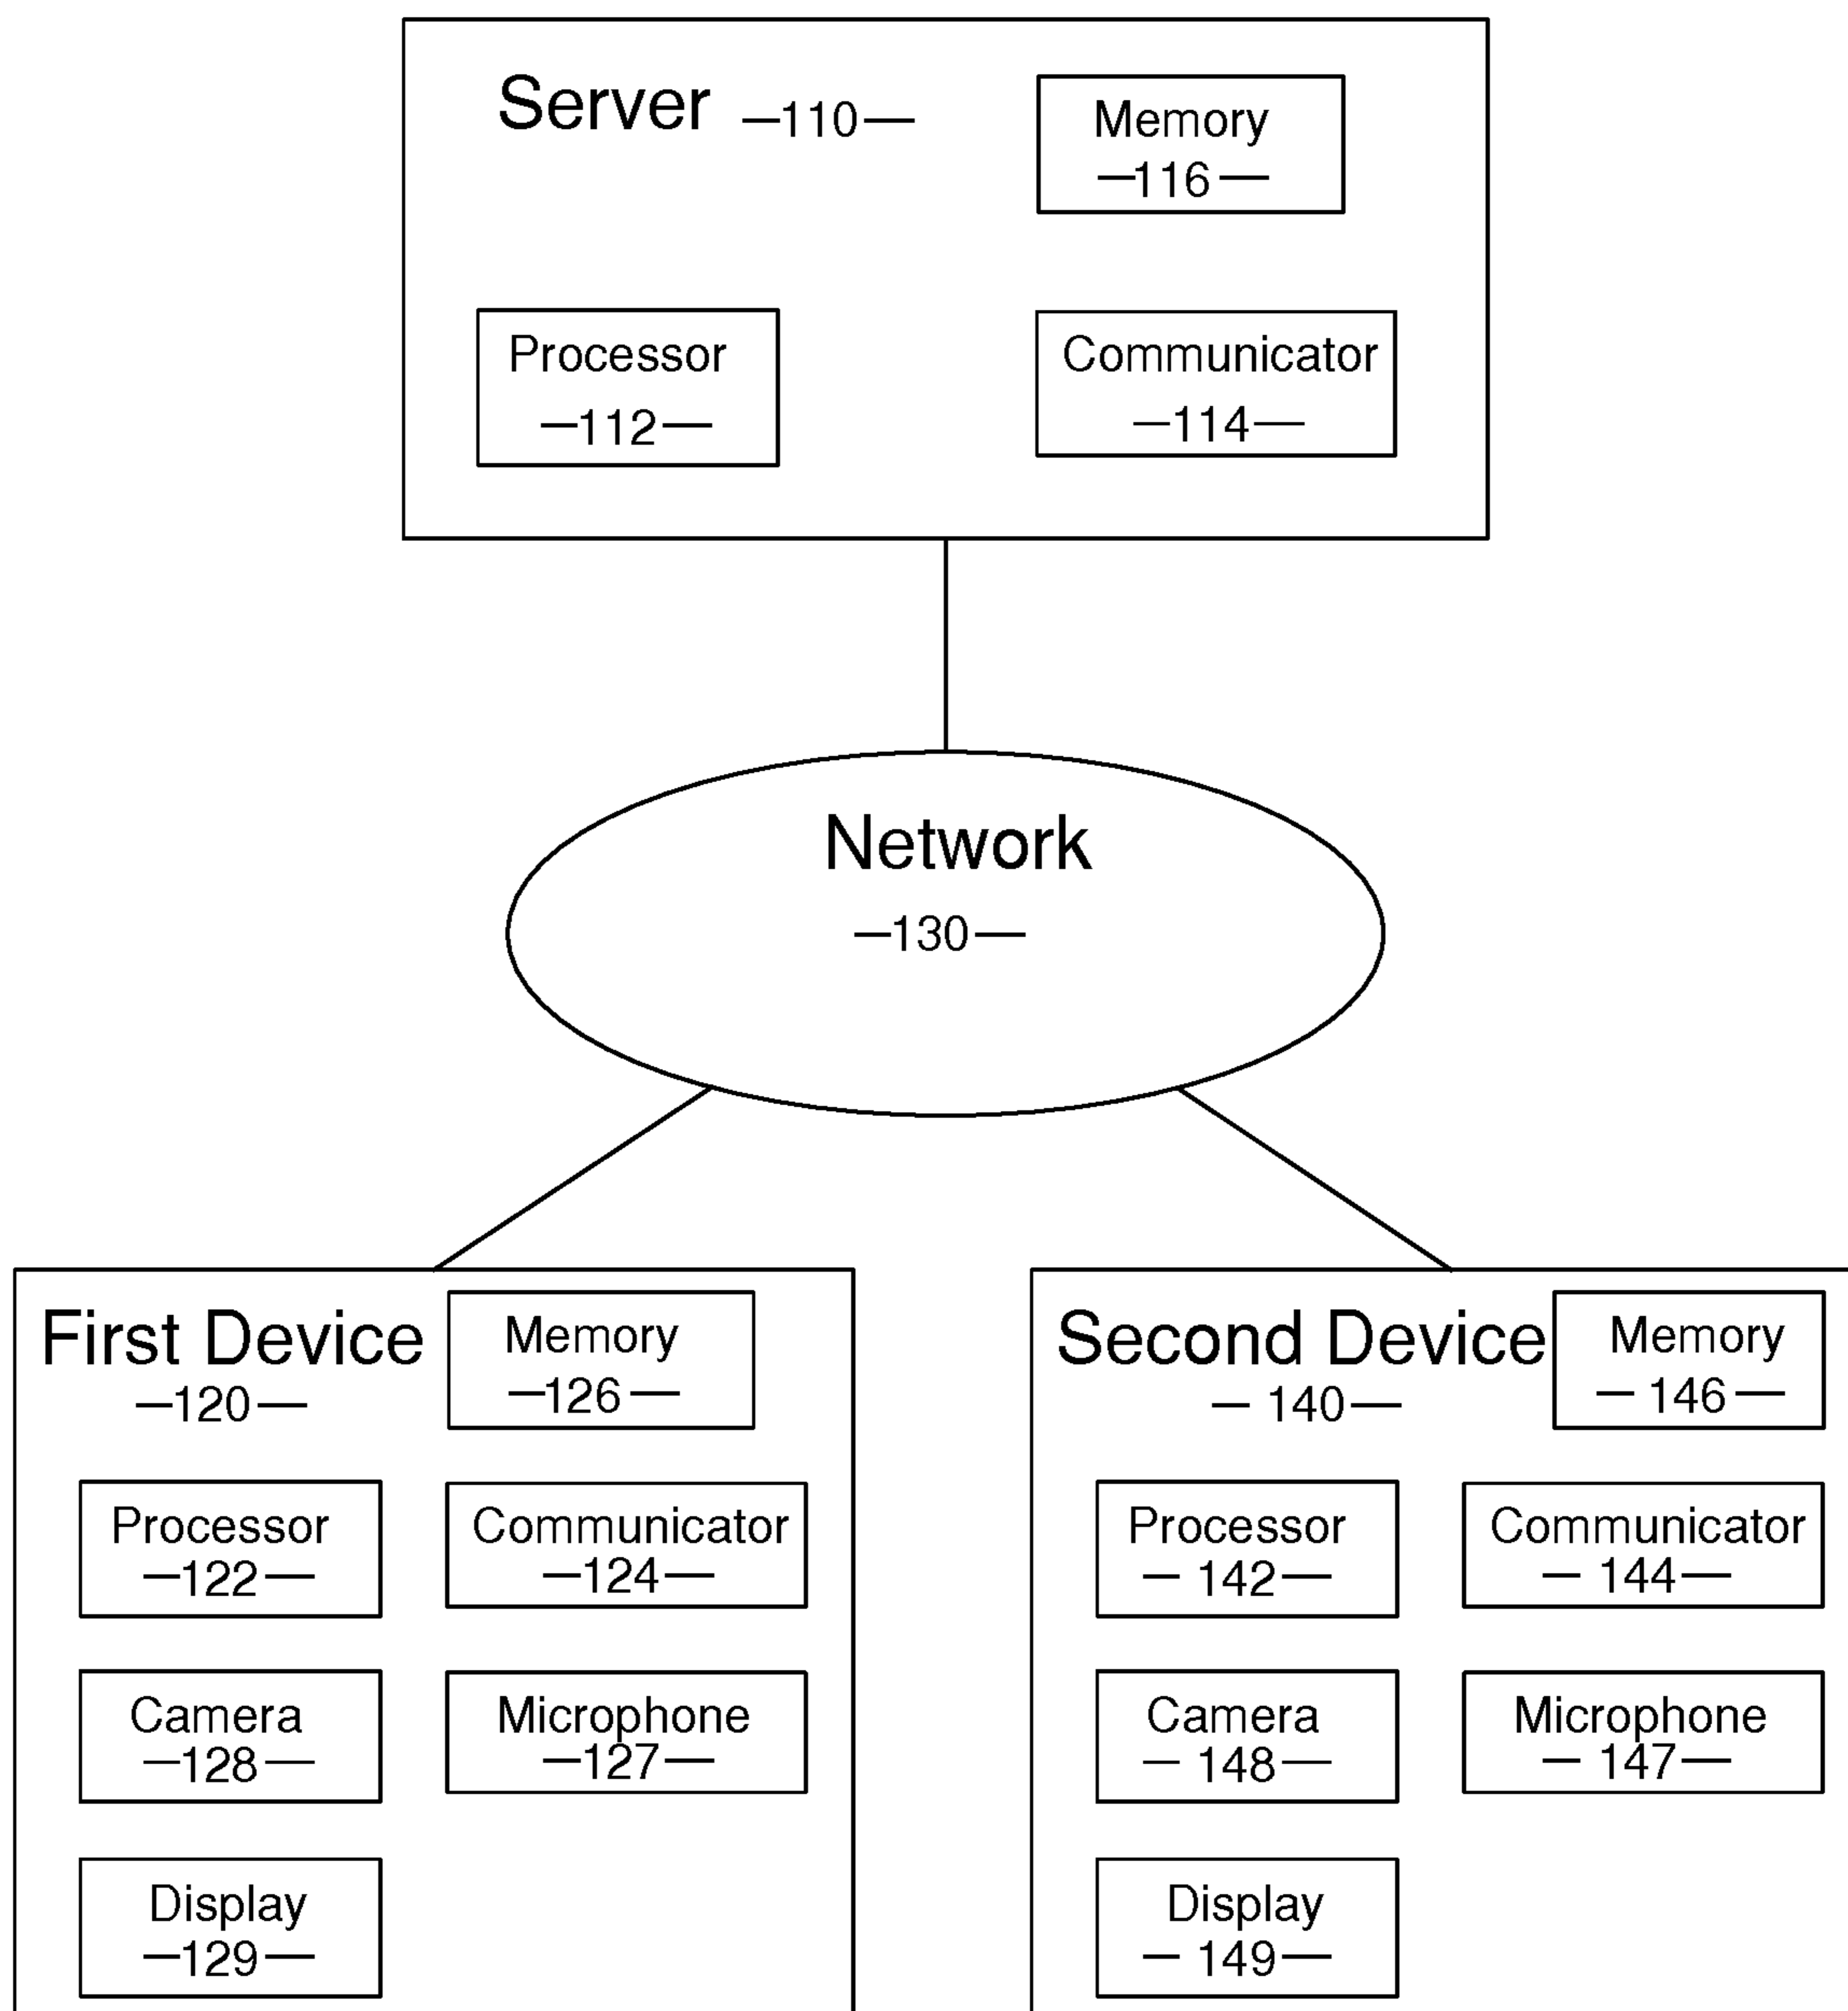 Server —110—
Memory
—116—
Processor
—112—
Communicator
—114—
Network
—130—
First Device
—120—
Memory
—126—
Processor
—122—
Communicator
—124—
Camera
—128—
Microphone
—127—
Display
—129—
Second Device
— 140—
Memory
— 146—
Processor
— 142—
Communicator
— 144—
Camera
— 148—
Microphone
— 147—
Display
— 149—